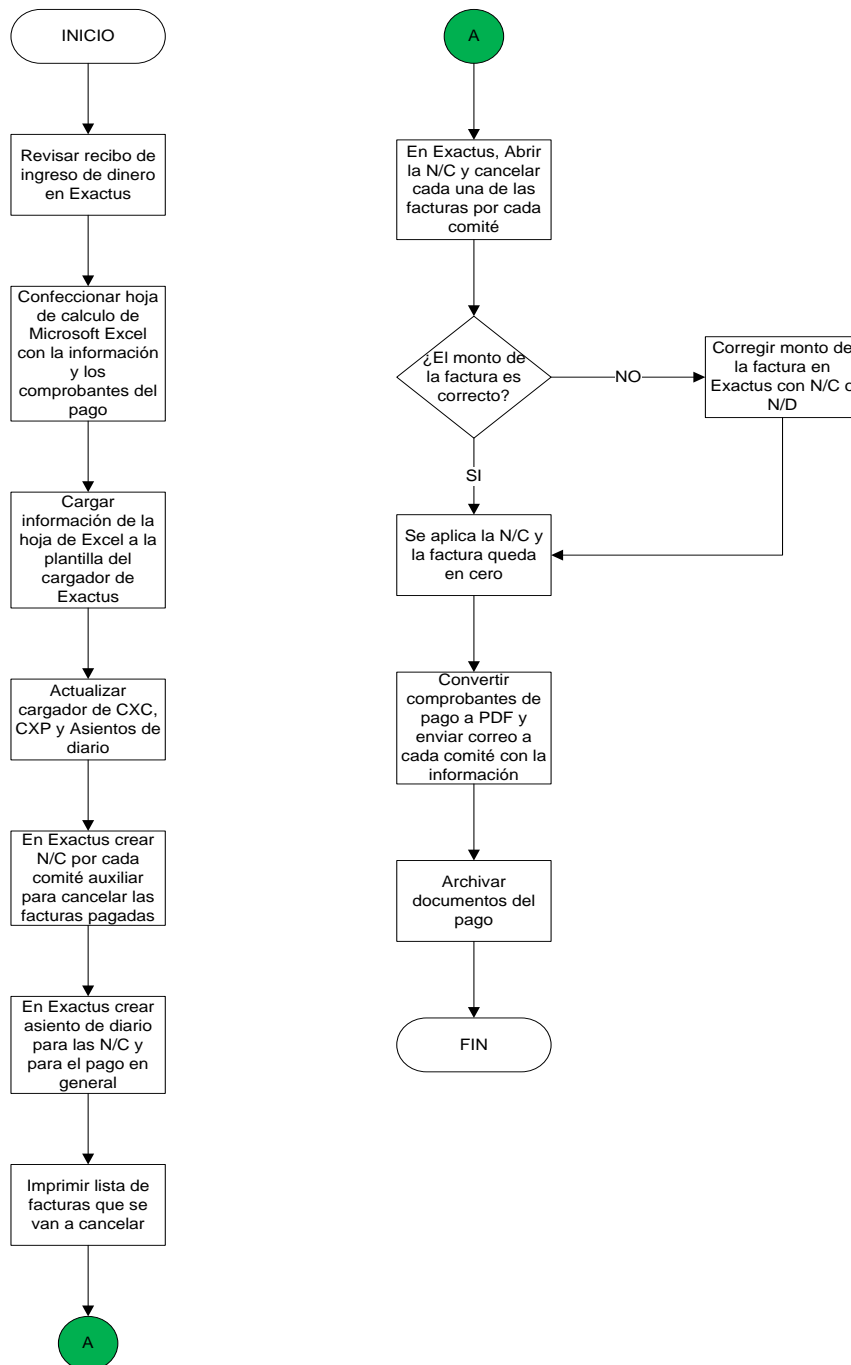 INICIO
Revisar recibo de
ingreso de dinero
en Exactus
Confeccionar hoja
de calculo de
Microsoft Excel
con la información
y los
comprobantes del
pago
Cargar
información de la
hoja de Excel a la
plantilla del
cargador de
Exactus
Actualizar
cargador de CXC,
CXP y Asientos de
diario
En Exactus crear
N/C por cada
comité auxiliar
para cancelar las
facturas pagadas
En Exactus crear
asiento de diario
para las N/C y
para el pago en
general
Imprimir lista de
facturas que se
van a cancelar
A
A
En Exactus, Abrir
la N/C y cancelar
cada una de las
facturas por cada
comité
¿El monto de
la factura es
correcto?
NO
Corregir monto de
la factura en
Exactus con N/C o
N/D
SI
Se aplica la N/C y
la factura queda
en cero
Convertir
comprobantes de
pago a PDF y
enviar correo a
cada comité con la
información
Archivar
documentos del
pago
FIN